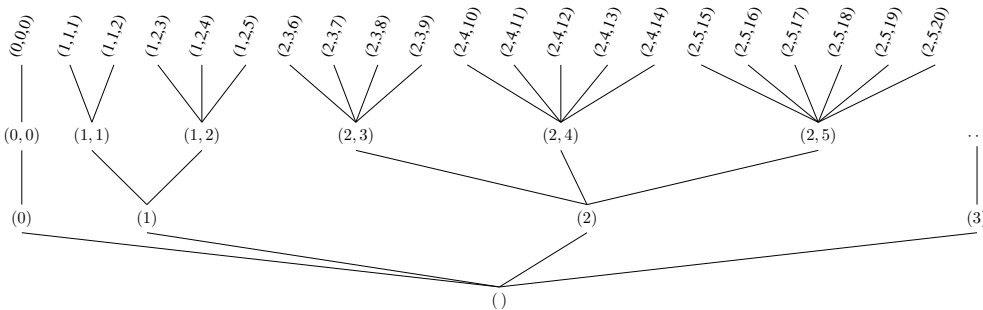 (0,0,0) (1,1,1) (1,1,2) (1,2,3) (1,2,4) (1,2,5) (2,3,6) (2,3,7) (2,3,8) (2,3,9) (2,4,10) (2,4,11) (2,4,12) (2,4,13) (2,4,14) (2,5,15) (2,5,16) (2,5,17) (2,5,18) (2,5,19) (2,5,20)
(0, 0) (1, 1) (1, 2) (2, 3) (2, 4) (2, 5) ..
(0) (1) (2) (3)
( )